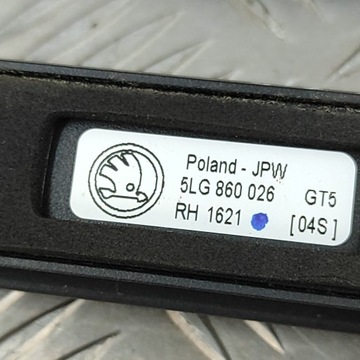 Poland - JPW
5LG 860 026 GT5
RH 1621 [04S]